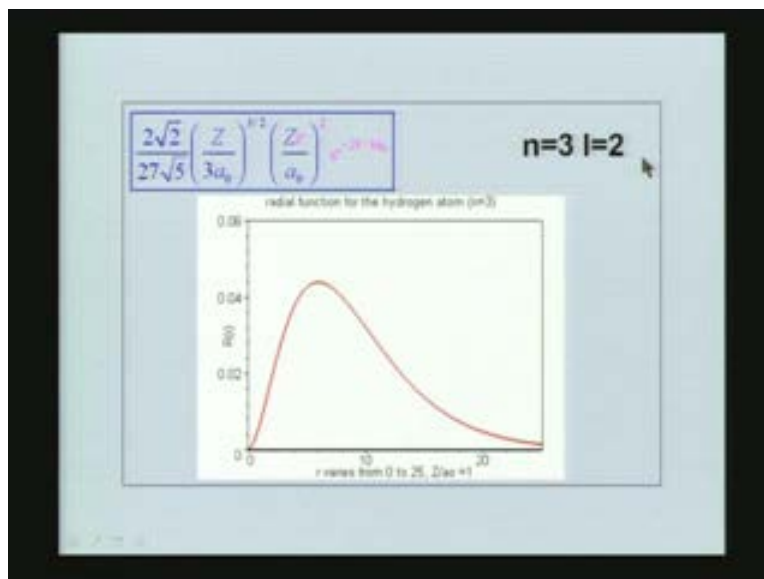 2√2 / 27√5 (Z / 3a₀)^3/2 (Zr / a₀)^2
n=3 l=2
radial function for the hydrogen atom (n=3)
0.06
0.04
R(r)
0.02
0
0 10 20
r varies from 0 to 25, Z/ao =1